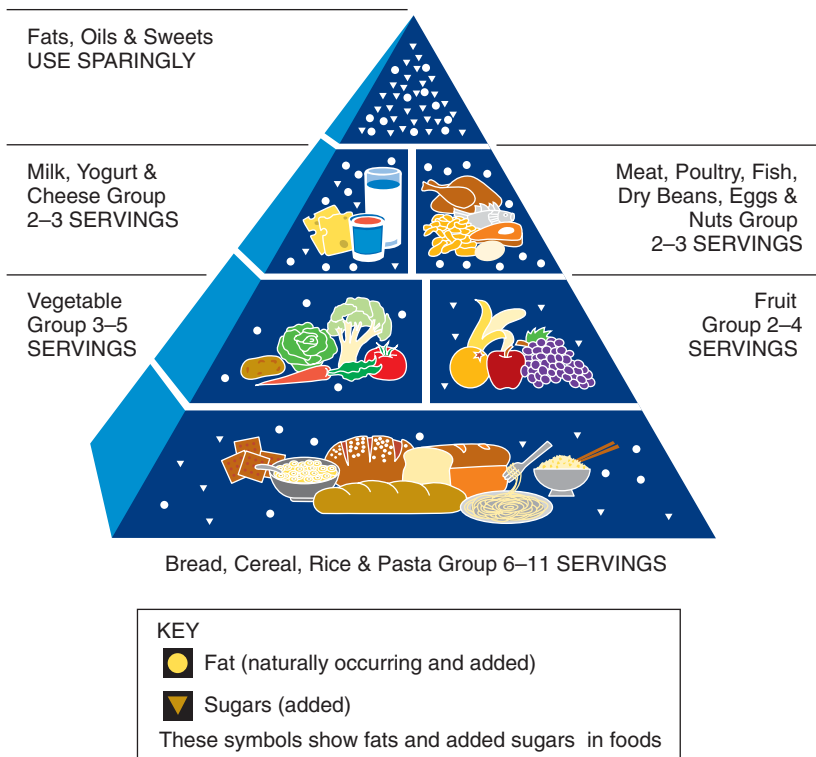 Fats, Oils & Sweets
USE SPARINGLY
Milk, Yogurt &
Cheese Group
2–3 SERVINGS
Meat, Poultry, Fish,
Dry Beans, Eggs &
Nuts Group
2–3 SERVINGS
Vegetable
Group 3–5
SERVINGS
Fruit
Group 2–4
SERVINGS
Bread, Cereal, Rice & Pasta Group 6–11 SERVINGS
KEY
Fat (naturally occurring and added)
Sugars (added)
These symbols show fats and added sugars in foods